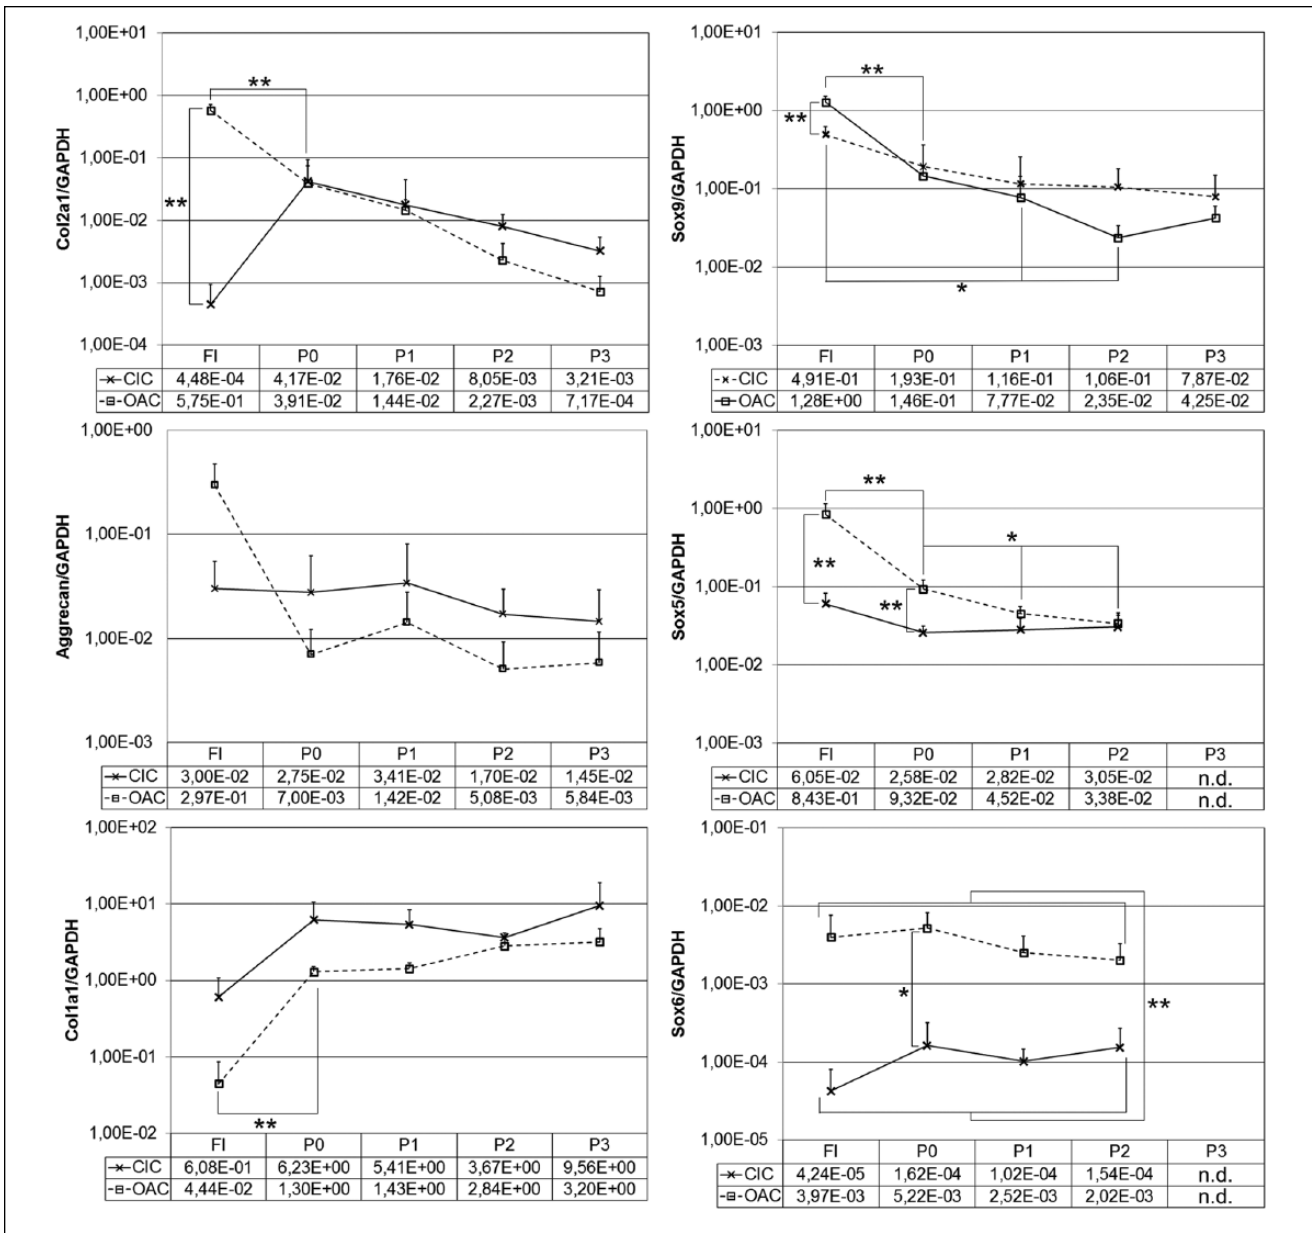 Col2a1/GAPDH
1,00E+01
1,00E+00
1,00E-01
1,00E-02
1,00E-03
1,00E-04
**
**
FI P0 P1 P2 P3
CIC 4,48E-04 4,17E-02 1,76E-02 8,05E-03 3,21E-03
OAC 5,75E-01 3,91E-02 1,44E-02 2,27E-03 7,17E-04
Sox9/GAPDH
1,00E+01
1,00E+00
1,00E-01
1,00E-02
1,00E-03
**
**
*
FI P0 P1 P2 P3
CIC 4,91E-01 1,93E-01 1,16E-01 1,06E-01 7,87E-02
OAC 1,28E+00 1,46E-01 7,77E-02 2,35E-02 4,25E-02
Aggrecan/GAPDH
1,00E+00
1,00E-01
1,00E-02
1,00E-03
FI P0 P1 P2 P3
CIC 3,00E-02 2,75E-02 3,41E-02 1,70E-02 1,45E-02
OAC 2,97E-01 7,00E-03 1,42E-02 5,08E-03 5,84E-03
Sox5/GAPDH
1,00E+01
1,00E+00
1,00E-01
1,00E-02
1,00E-03
**
*
**
**
FI P0 P1 P2 P3
CIC 6,05E-02 2,58E-02 2,82E-02 3,05E-02 n.d.
OAC 8,43E-01 9,32E-02 4,52E-02 3,38E-02 n.d.
Col1a1/GAPDH
1,00E+02
1,00E+01
1,00E+00
1,00E-01
1,00E-02
**
FI P0 P1 P2 P3
CIC 6,08E-01 6,23E+00 5,41E+00 3,67E+00 9,56E+00
OAC 4,44E-02 1,30E+00 1,43E+00 2,84E+00 3,20E+00
Sox6/GAPDH
1,00E-01
1,00E-02
1,00E-03
1,00E-04
1,00E-05
*
**
FI P0 P1 P2 P3
CIC 4,24E-05 1,62E-04 1,02E-04 1,54E-04 n.d.
OAC 3,97E-03 5,22E-03 2,52E-03 2,02E-03 n.d.